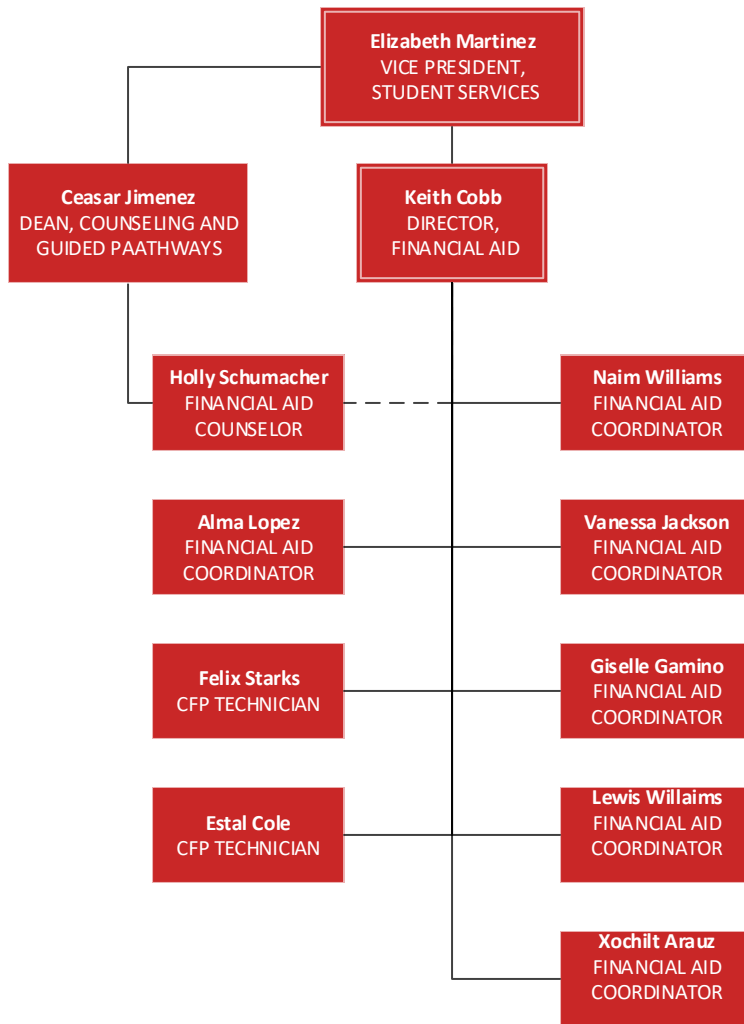 Elizabeth Martinez
VICE PRESIDENT,
STUDENT SERVICES
Ceasar Jimenez
DEAN, COUNSELING AND
GUIDED PAATHWAYS
Keith Cobb
DIRECTOR,
FINANCIAL AID
Holly Schumacher
FINANCIAL AID
COUNSELOR
Naim Williams
FINANCIAL AID
COORDINATOR
Alma Lopez
FINANCIAL AID
COORDINATOR
Vanessa Jackson
FINANCIAL AID
COORDINATOR
Felix Starks
CFP TECHNICIAN
Giselle Gamino
FINANCIAL AID
COORDINATOR
Estal Cole
CFP TECHNICIAN
Lewis Willaims
FINANCIAL AID
COORDINATOR
Xochilt Arauz
FINANCIAL AID
COORDINATOR